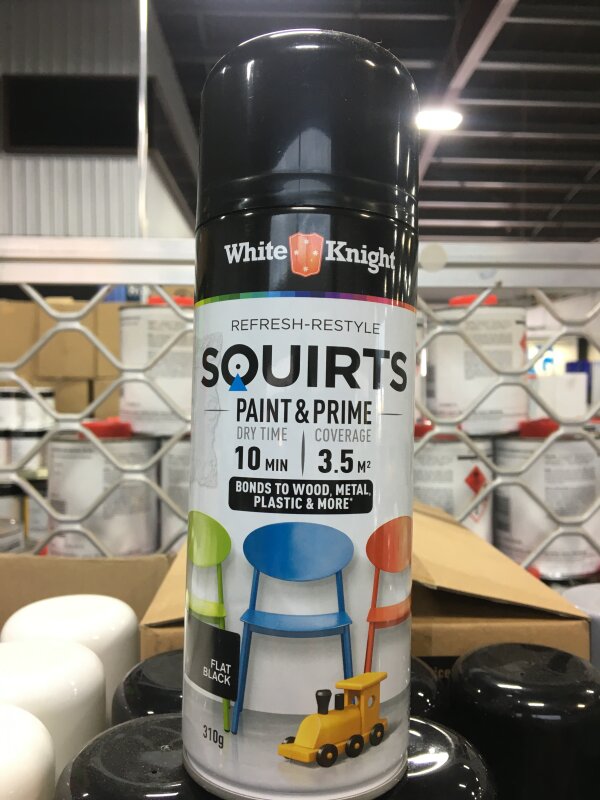 White Knight
REFRESH-RESTYLE
SQUIRTS
PAINT & PRIME
DRY TIME COVERAGE
10 MIN 3.5 M²
BONDS TO WOOD, METAL,
PLASTIC & MORE*
FLAT
BLACK
310g